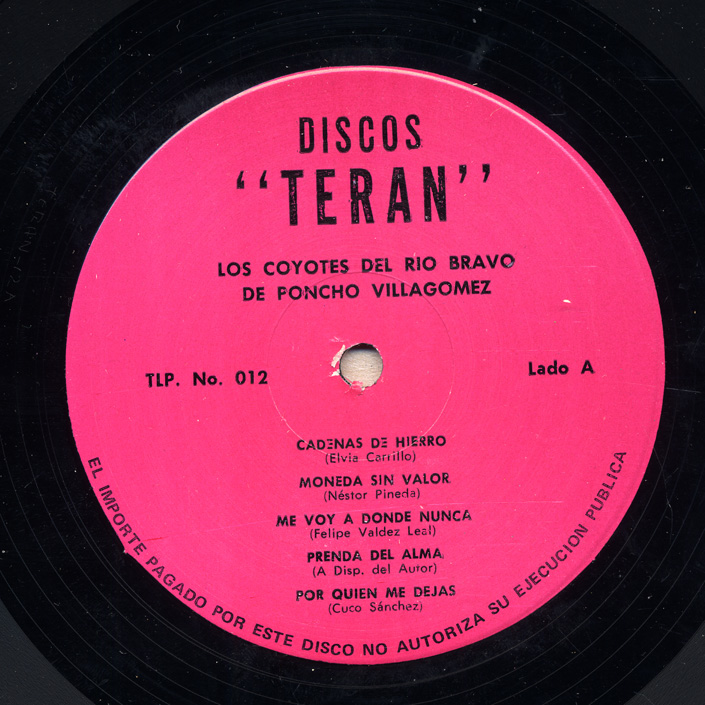 DISCOS
"TERAN"
LOS COYOTES DEL RIO BRAVO
DE PONCHO VILLAGOMEZ
TLP. No. 012
Lado A
CADENAS DE HIERRO
(Elvia Carrillo)
MONEDA SIN VALOR
(Néstor Pineda)
ME VOY A DONDE NUNCA
(Felipe Valdez Leal)
PRENDA DEL ALMA
(A Disp. del Autor)
POR QUIEN ME DEJAS
(Cuco Sánchez)
EL IMPORTE PAGADO POR ESTE DISCO NO AUTORIZA SU EJECUCION PUBLICA